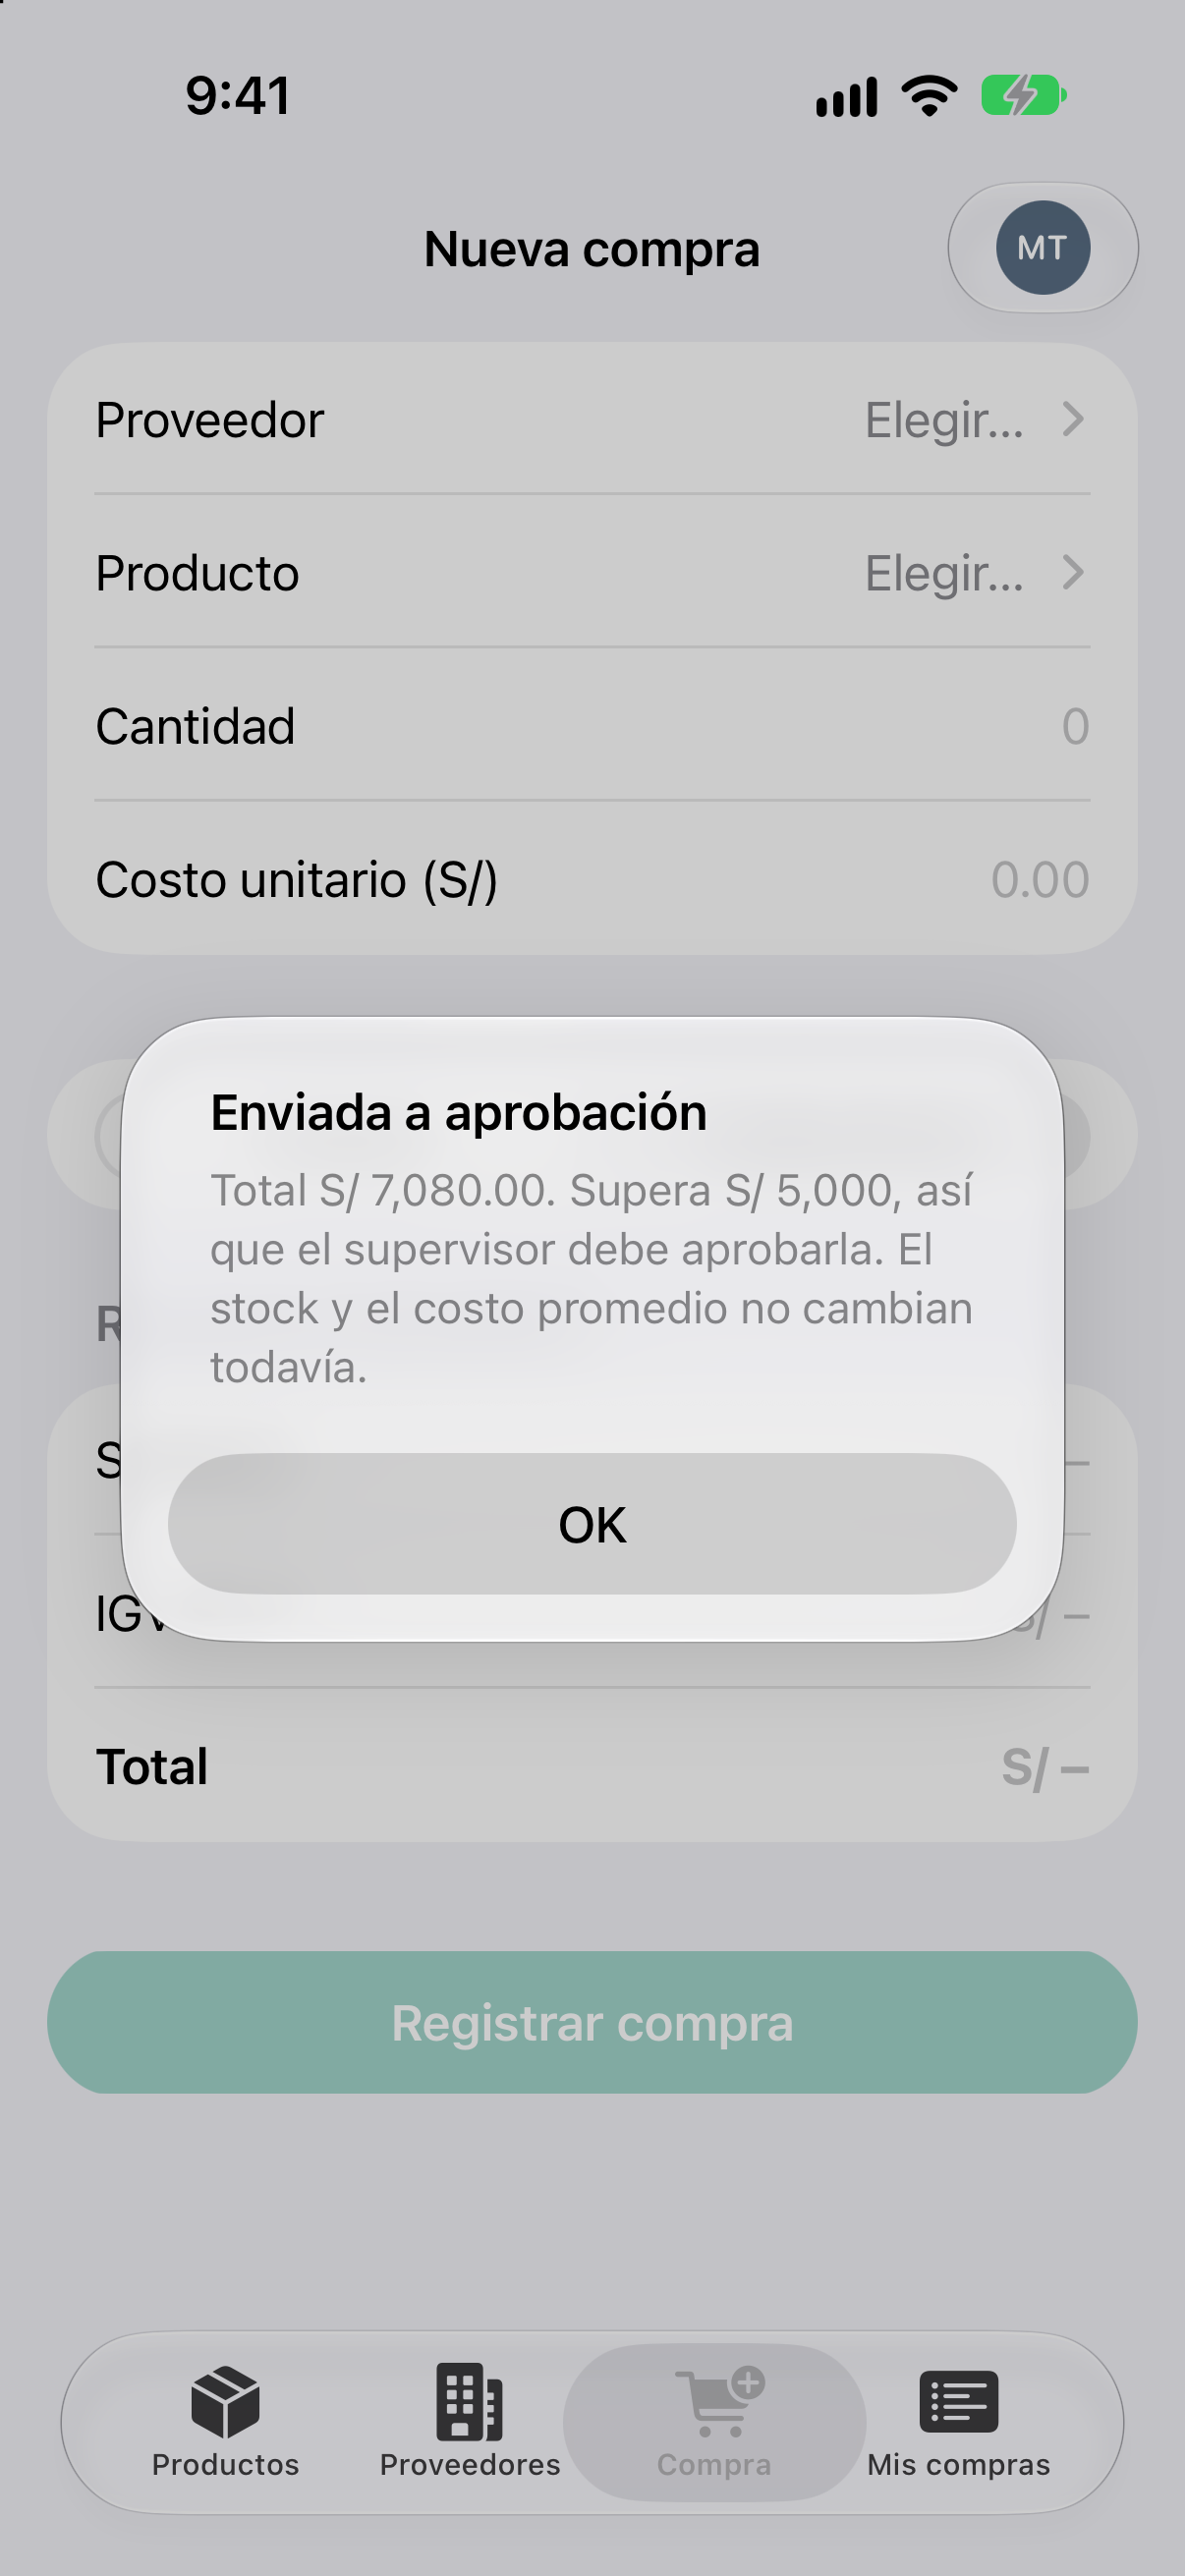 9:41
Nueva compra
MT
Proveedor Elegir...
Producto Elegir...
Cantidad 0
Costo unitario (S/) 0.00
Enviada a aprobación
Total S/ 7,080.00. Supera S/ 5,000, así
que el supervisor debe aprobarla. El
stock y el costo promedio no cambian
todavía.
OK
Total S/ –
Registrar compra
Productos Proveedores Compra Mis compras